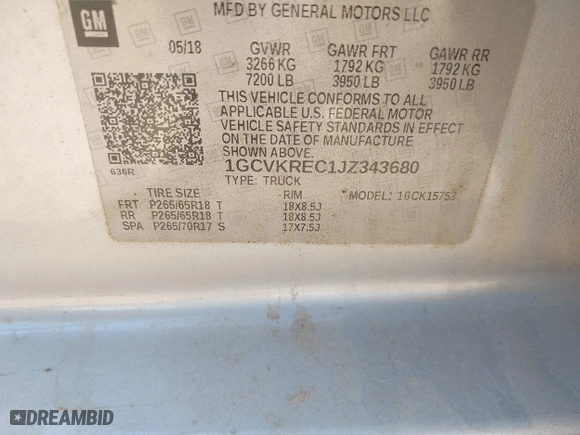 GM
MFD BY GENERAL MOTORS LLC
05/18 GVWR GAWR FRT GAWR RR
3266 KG 1792 KG 1792 KG
7200 LB 3950 LB 3950 LB
THIS VEHICLE CONFORMS TO ALL
APPLICABLE U.S. FEDERAL MOTOR
VEHICLE SAFETY STANDARDS IN EFFECT
ON THE DATE OF MANUFACTURE
SHOWN ABOVE.
636R
1GCVKREC1JZ343680
TYPE: TRUCK
TIRE SIZE RIM MODEL: 10CK15753
FRT P265/65R18 T 18X8.5J
RR P265/65R18 T 18X8.5J
SPA P265/70R17 S 17X7.5J
DREAMBID